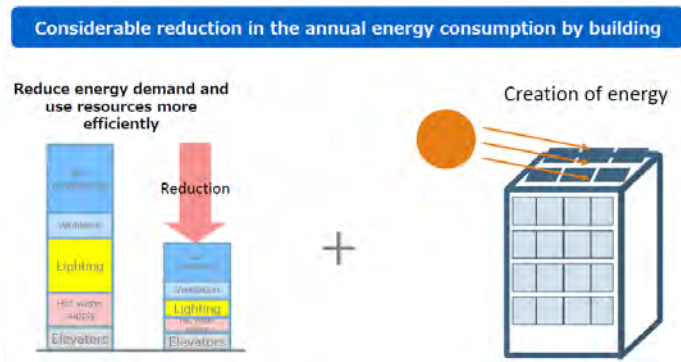 Considerable reduction in the annual energy consumption by building
Reduce energy demand and
use resources more
efficiently
Creation of energy
Reduction
Ventilation
Lighting
Hot water
supply
Elevators
Ventilation
Lighting
Elevators